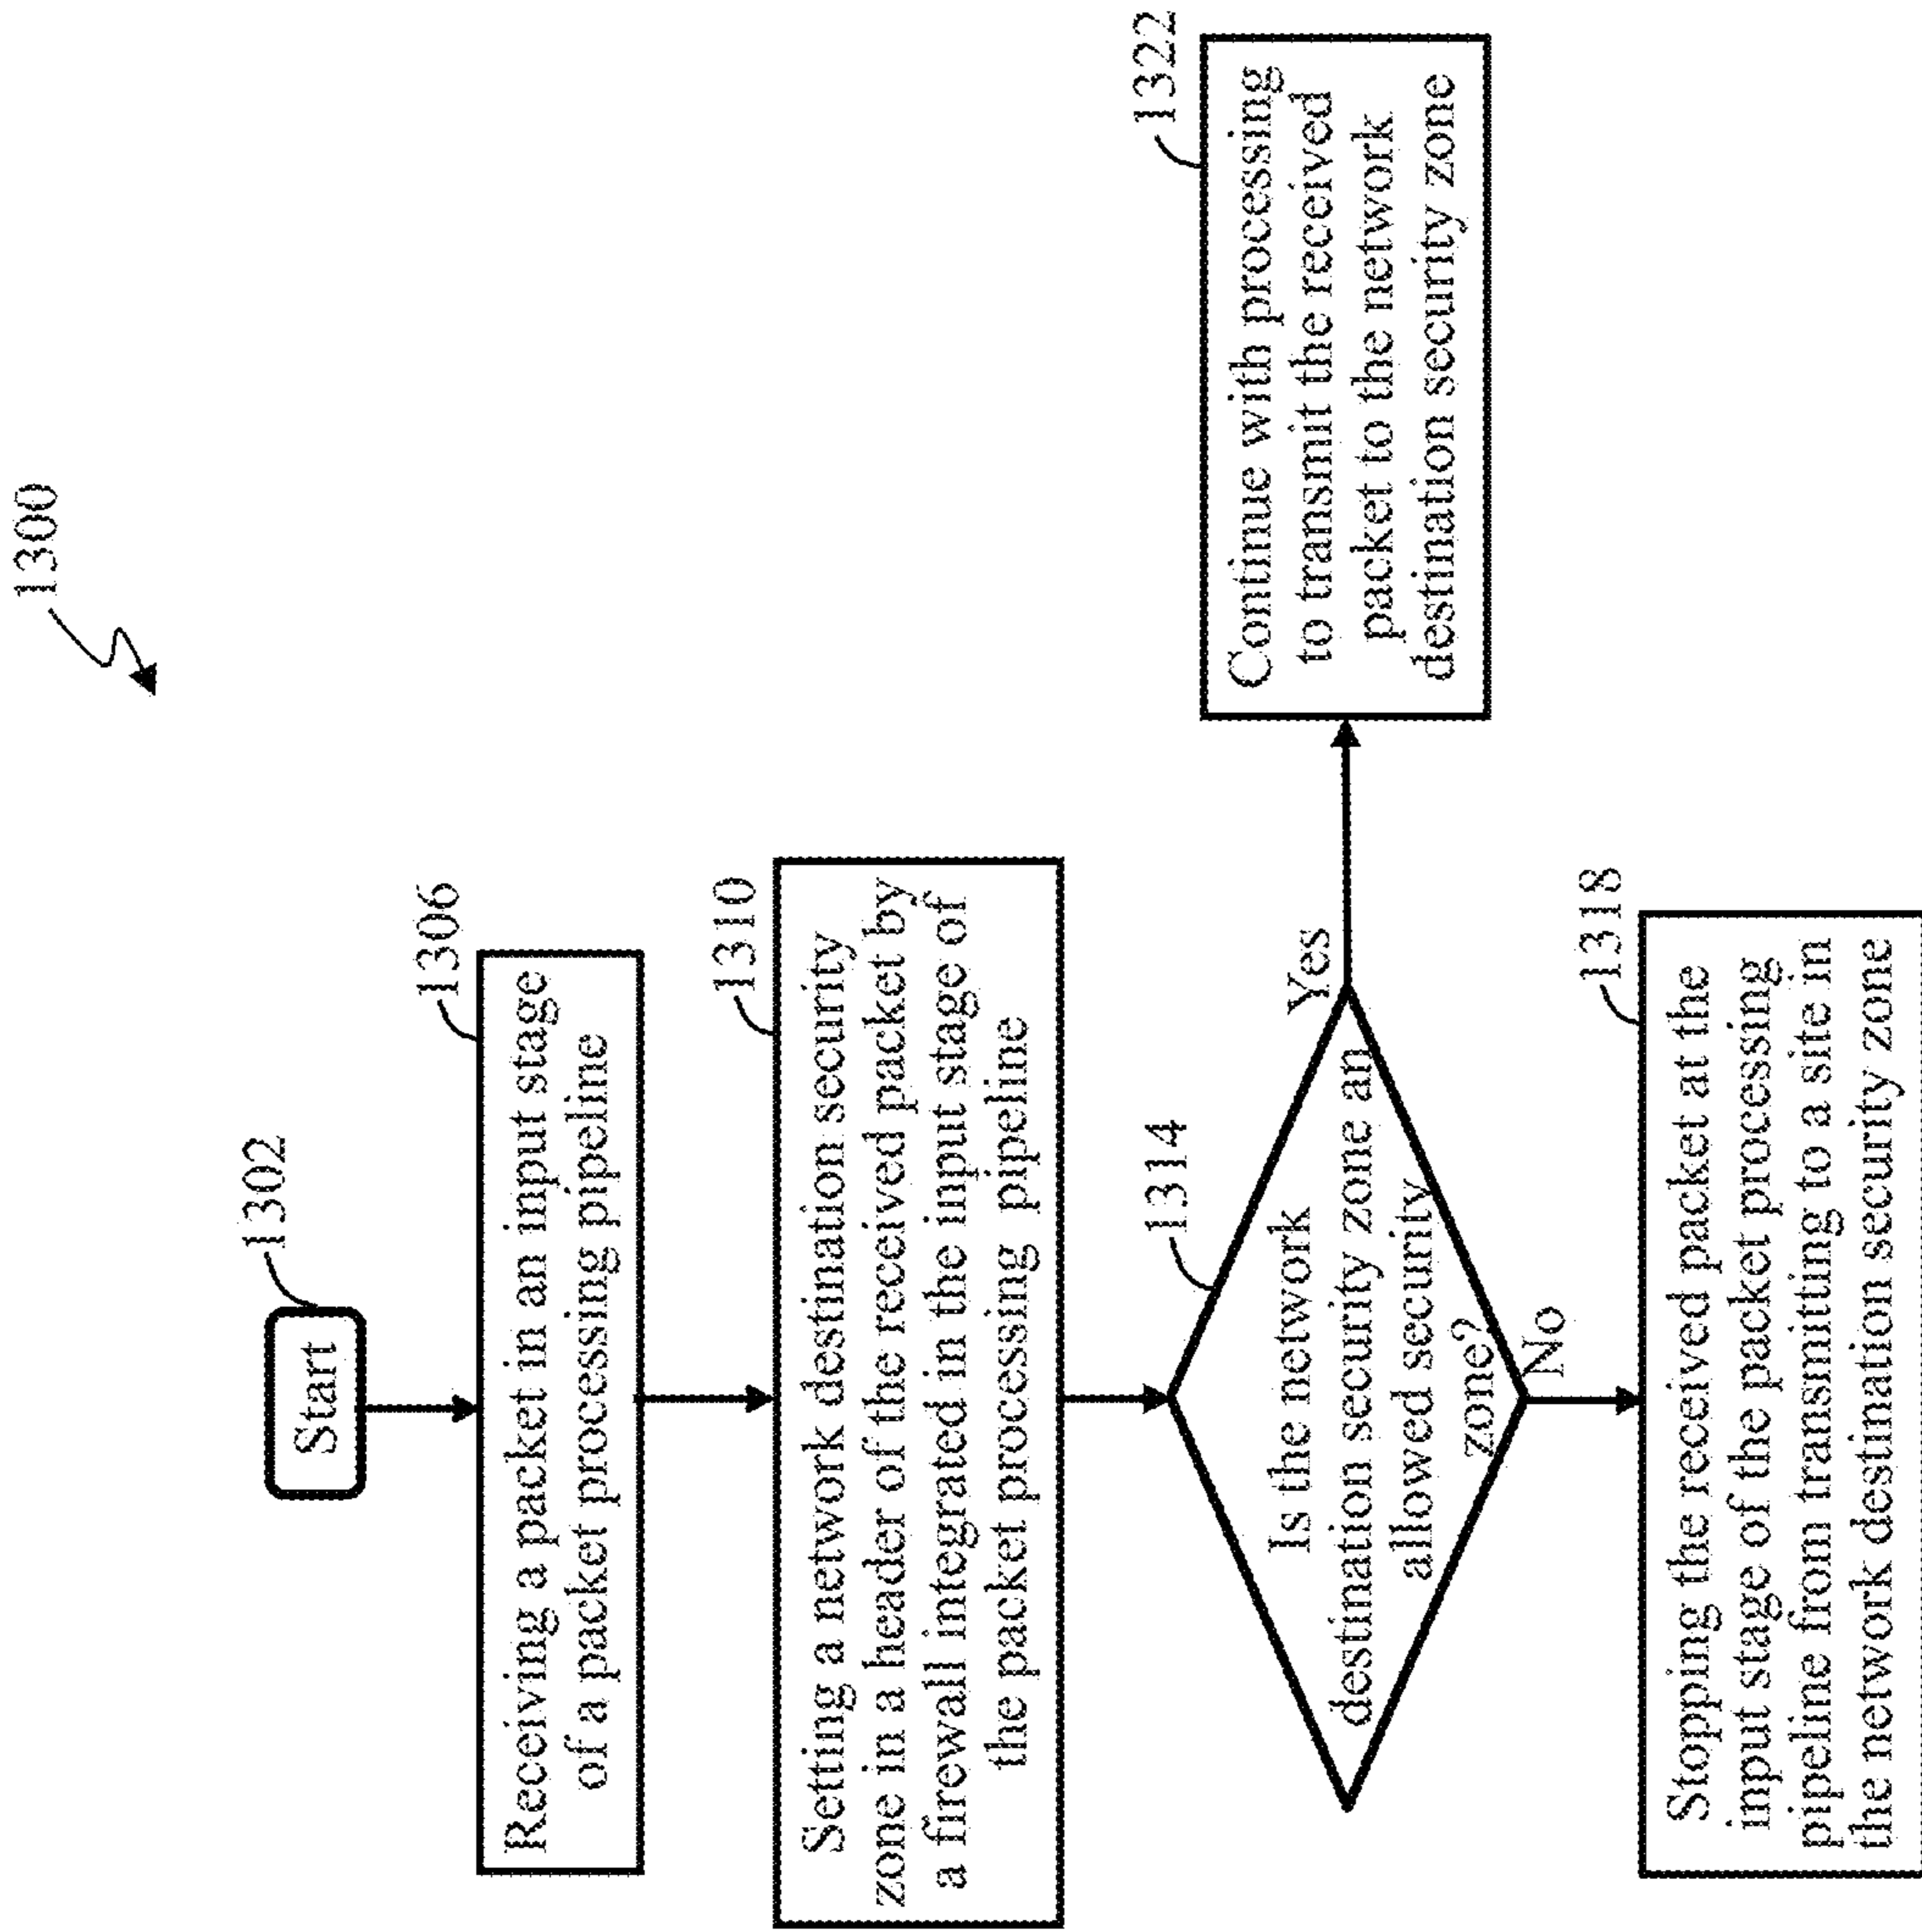 1300
1302
Start
1306
Receiving a packet in an input stage
of a packet processing pipeline
1310
Setting a network destination security
zone in a header of the received packet by
a firewall integrated in the input stage of
the packet processing pipeline
1314
Is the network
destination security zone an
allowed security
zone?
Yes
1322
Continue with processing
to transmit the received
packet to the network
destination security zone
No
1318
Stopping the received packet at the
input stage of the packet processing
pipeline from transmitting to a site in
the network destination security zone